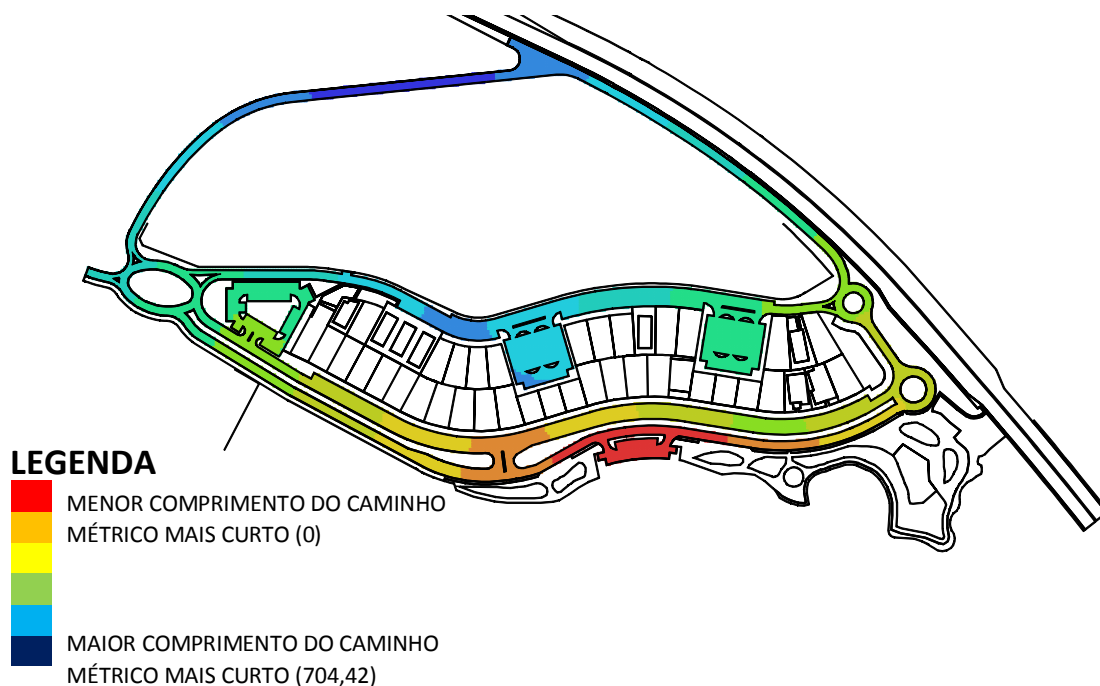 LEGENDA
MENOR COMPRIMENTO DO CAMINHO
MÉTRICO MAIS CURTO (0)
MAIOR COMPRIMENTO DO CAMINHO
MÉTRICO MAIS CURTO (704,42)